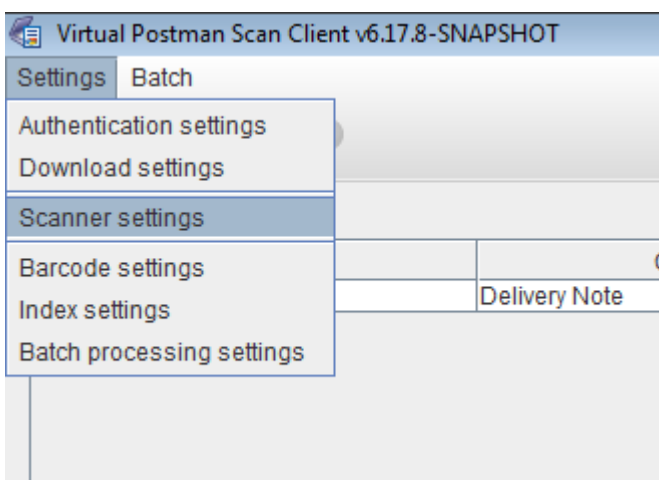 Virtual Postman Scan Client v6.17.8-SNAPSHOT
Settings Batch
Authentication settings
Download settings
Scanner settings
Barcode settings
Delivery Note
Index settings
Batch processing settings